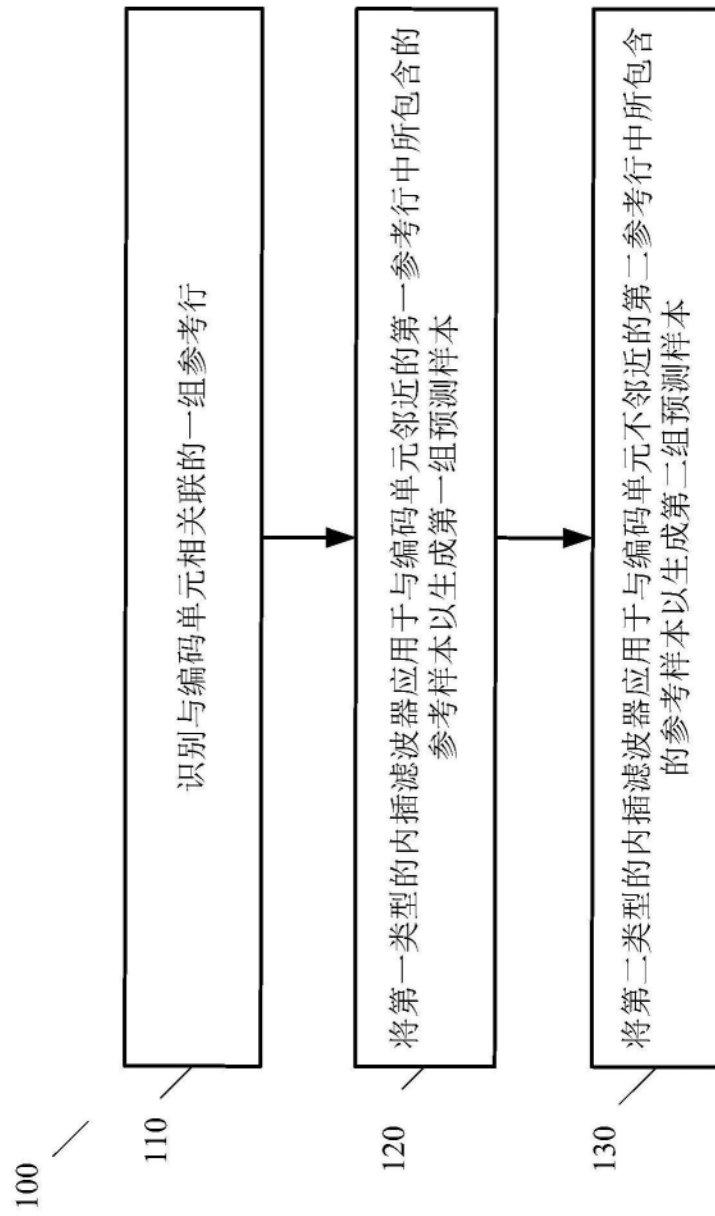 100
110
识别与编码单元相关联的一组参考行
120
将第一类型的内插滤波器应用于与编码单元邻近的第一参考行中所包含的
参考样本以生成第一组预测样本
130
将第二类型的内插滤波器应用于与编码单元不邻近的第二参考行中所包含
的参考样本以生成第二组预测样本